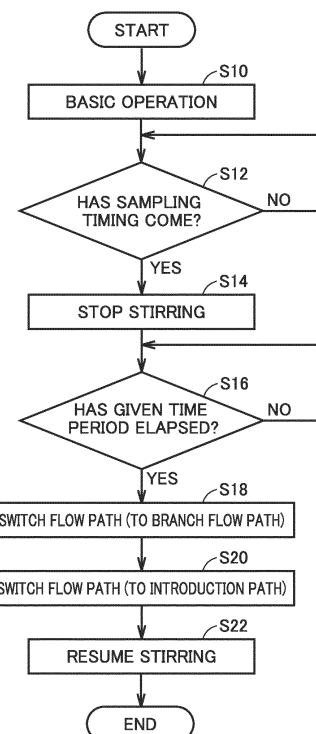 START
S10
BASIC OPERATION
S12
HAS SAMPLING
TIMING COME?
NO
YES
S14
STOP STIRRING
S16
HAS GIVEN TIME
PERIOD ELAPSED?
NO
YES
S18
SWITCH FLOW PATH (TO BRANCH FLOW PATH)
S20
SWITCH FLOW PATH (TO INTRODUCTION PATH)
S22
RESUME STIRRING
END